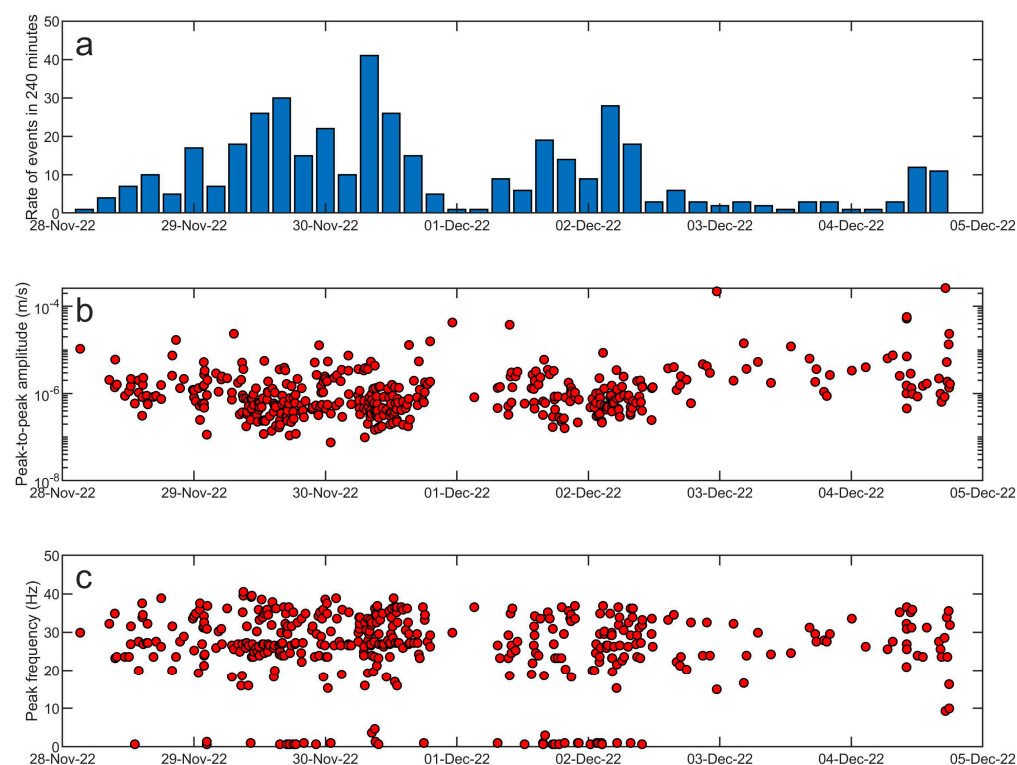 a
Rate of events in 240 minutes
50
40
30
20
10
0
28-Nov-22 29-Nov-22 30-Nov-22 01-Dec-22 02-Dec-22 03-Dec-22 04-Dec-22 05-Dec-22
b
Peak-to-peak amplitude (m/s)
10-4
10-6
10-8
28-Nov-22 29-Nov-22 30-Nov-22 01-Dec-22 02-Dec-22 03-Dec-22 04-Dec-22 05-Dec-22
c
Peak frequency (Hz)
50
40
30
20
10
0
28-Nov-22 29-Nov-22 30-Nov-22 01-Dec-22 02-Dec-22 03-Dec-22 04-Dec-22 05-Dec-22